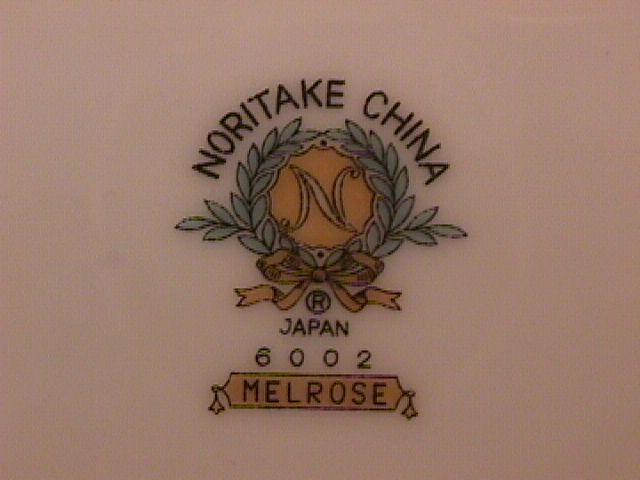 NORITAKE CHINA
N
®
JAPAN
6002
MELROSE